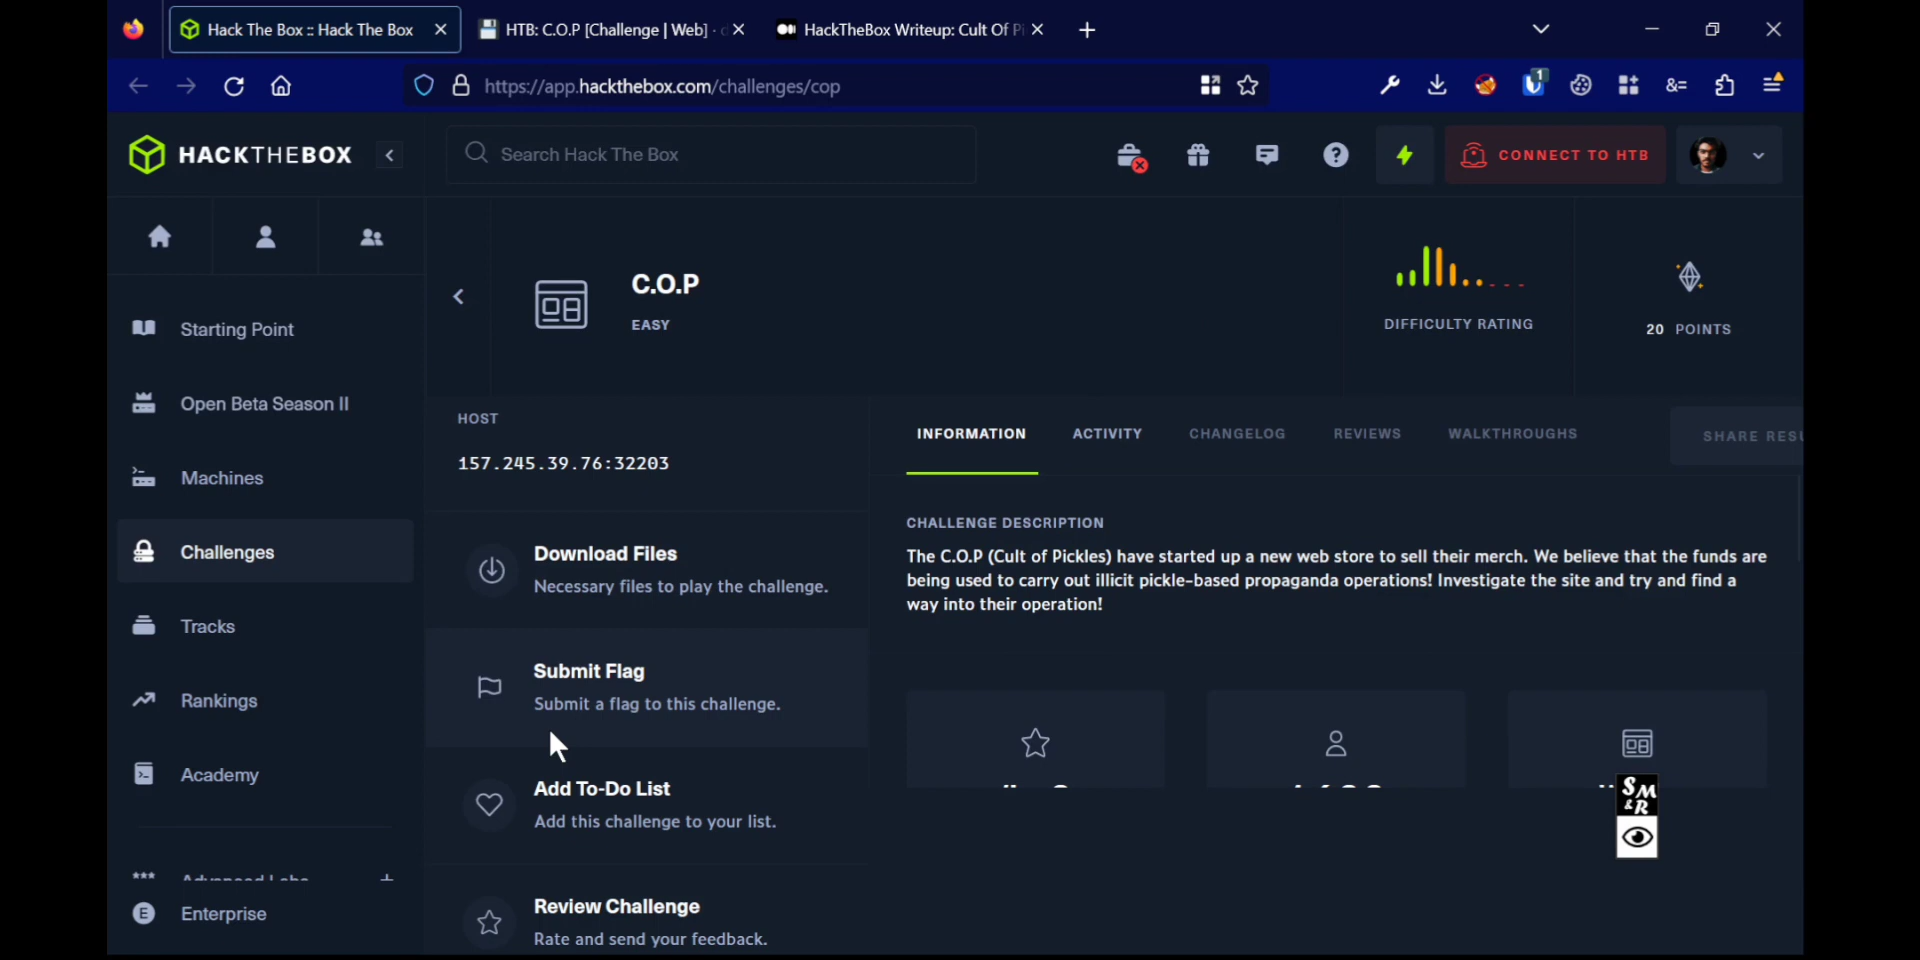 Hack The Box :: Hack The Box
HTB: C.O.P [Challenge | Web] ·
HackTheBox Writeup: Cult Of
https://app.hackthebox.com/challenges/cop
1
&=
HACKTHEBOX
Search Hack The Box
CONNECT TO HTB
C.O.P
EASY
DIFFICULTY RATING
20 POINTS
Starting Point
Open Beta Season II
Machines
Challenges
Tracks
Rankings
Academy
Enterprise
HOST
157.245.39.76:32203
Download Files
Necessary files to play the challenge.
Submit Flag
Submit a flag to this challenge.
Add To-Do List
Add this challenge to your list.
Review Challenge
Rate and send your feedback.
INFORMATION
ACTIVITY
CHANGELOG
REVIEWS
WALKTHROUGHS
SHARE
CHALLENGE DESCRIPTION
The C.O.P (Cult of Pickles) have started up a new web store to sell their merch. We believe that the funds are
being used to carry out illicit pickle-based propaganda operations! Investigate the site and try and find a
way into their operation!
SM
&R